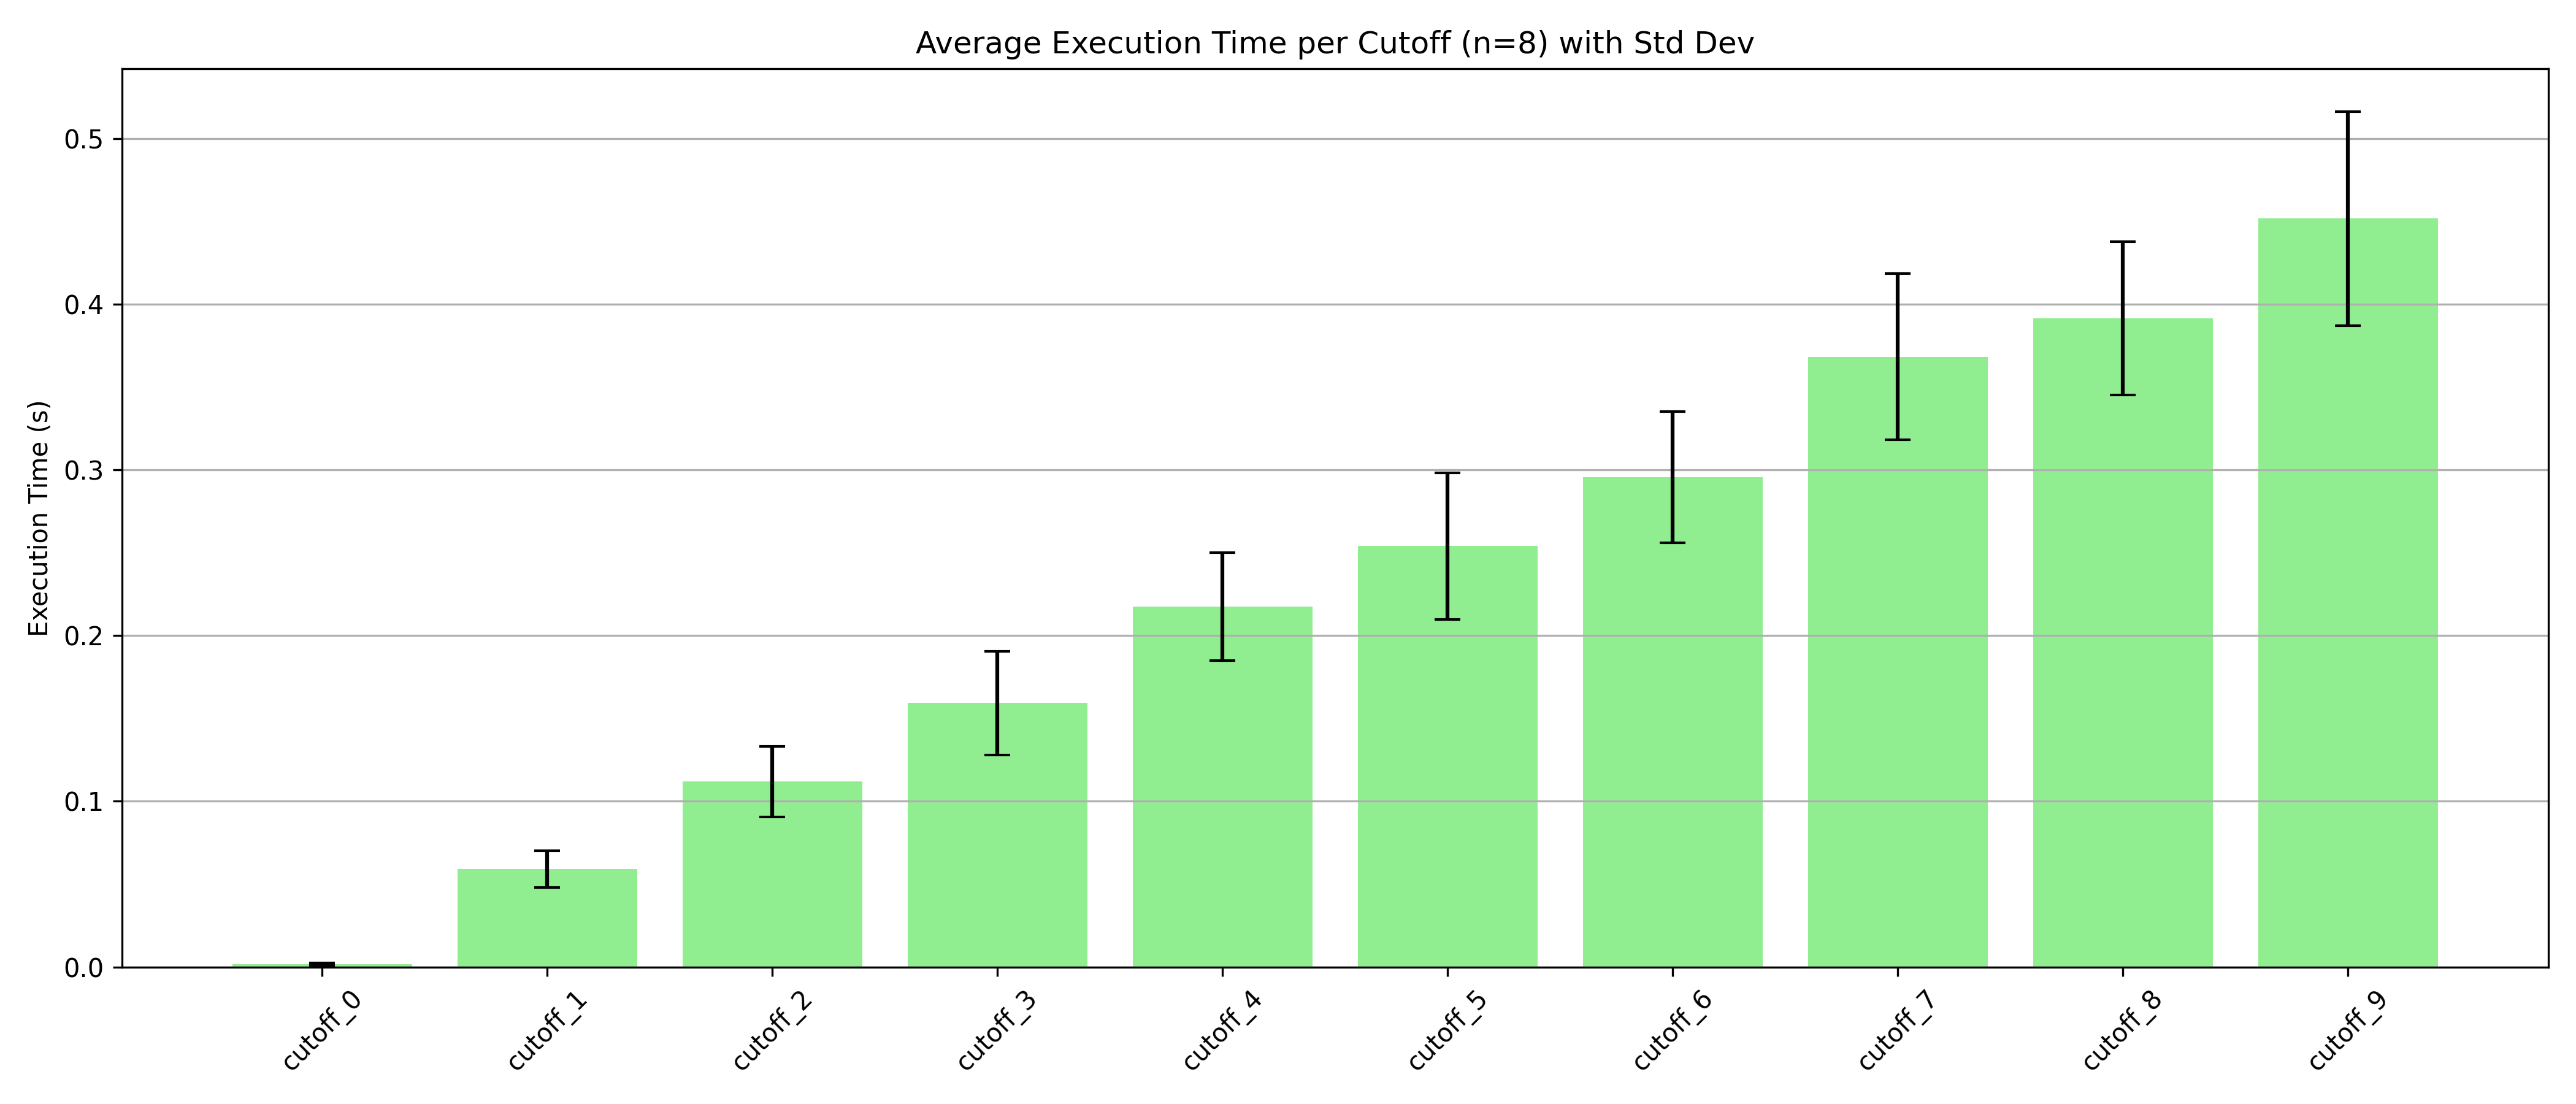 Average Execution Time per Cutoff (n=8) with Std Dev
Execution Time (s)
0.5
0.4
0.3
0.2
0.1
0.0
cutoff_0
cutoff_1
cutoff_2
cutoff_3
cutoff_4
cutoff_5
cutoff_6
cutoff_7
cutoff_8
cutoff_9